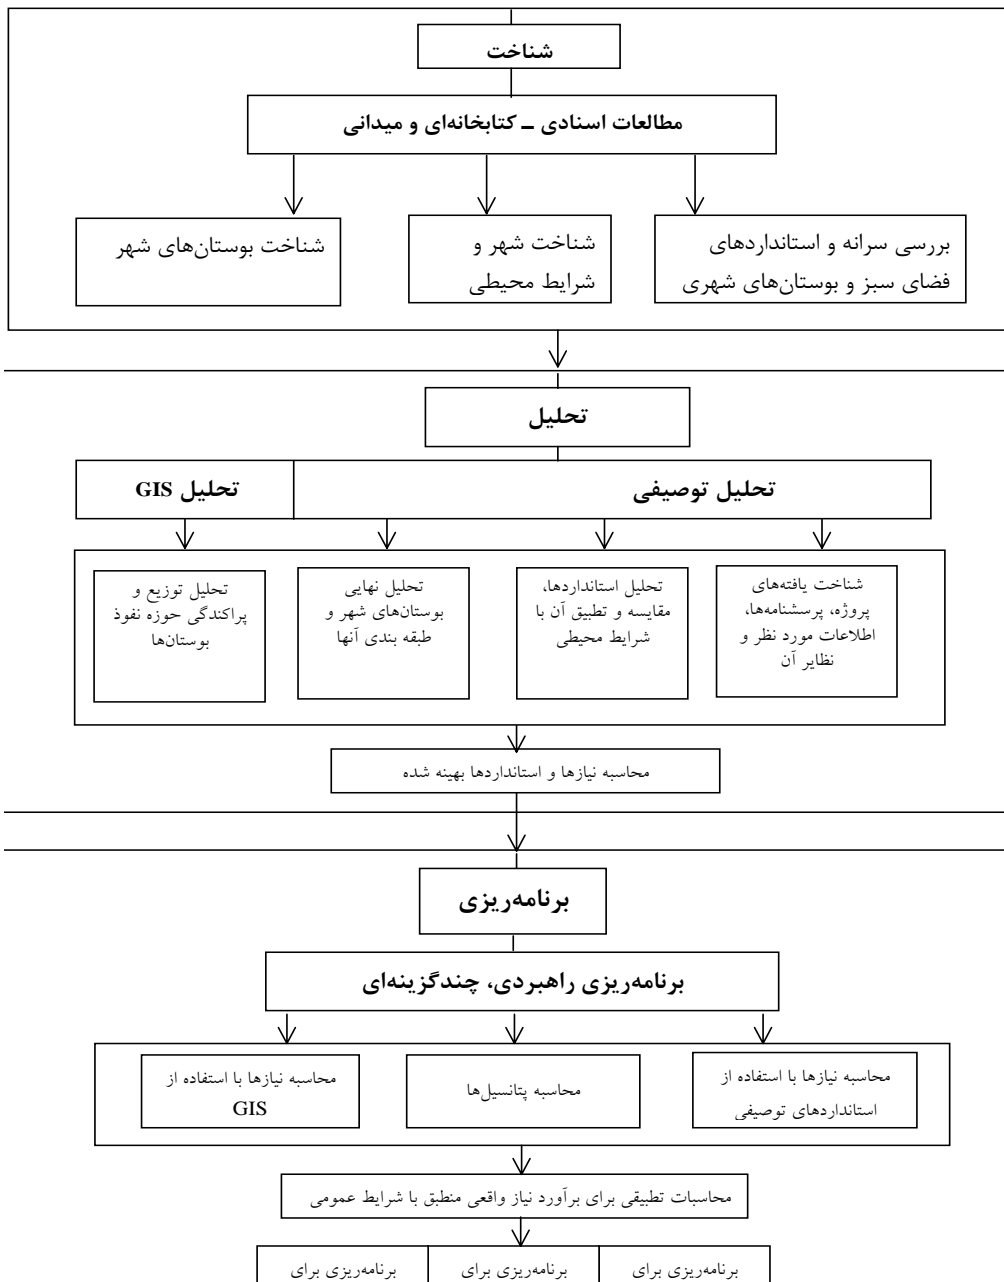 شناخت
مطالعات اسنادی ـ کتابخانه‌ای و میدانی
بررسی سرانه و استانداردهای
فضای سبز و بوستان‌های شهری
شناخت شهر و
شرایط محیطی
شناخت بوستان‌های شهر
تحلیل
تحلیل توصیفی
تحلیل GIS
شناخت یافته‌های
پروژه، پرسشنامه‌ها،
اطلاعات مورد نظر و
نظایر آن
تحلیل استانداردها،
مقایسه و تطبیق آن با
شرایط محیطی
تحلیل نهایی
بوستان‌های شهر و
طبقه بندی آنها
تحلیل توزیع و
پراکندگی حوزه نفوذ
بوستان‌ها
محاسبه نیازها و استانداردها بهینه شده
برنامه‌ریزی
برنامه‌ریزی راهبردی، چندگزینه‌ای
محاسبه نیازها با استفاده از
استانداردهای توصیفی
محاسبه پتانسیل‌ها
محاسبه نیازها با استفاده از
GIS
محاسبات تطبیقی برای برآورد نیاز واقعی منطبق با شرایط عمومی
برنامه‌ریزی برای
برنامه‌ریزی برای
برنامه‌ریزی برای